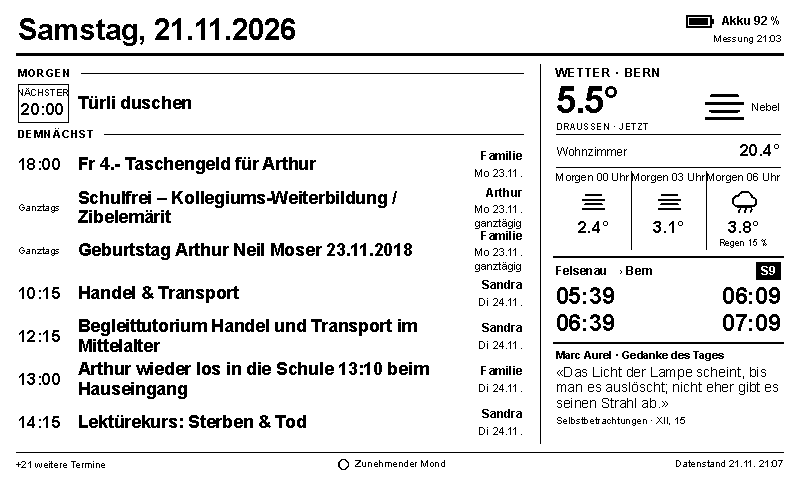 Samstag, 21.11.2026
Akku 92 %
Messung 21:03
MORGEN
NÄCHSTER
20:00
Türli duschen
DEMNÄCHST
18:00
Fr 4.- Taschengeld für Arthur
Familie
Mo 23.11.
Ganztags
Schulfrei – Kollegiums-Weiterbildung /
Zibelemärit
Arthur
Mo 23.11.
ganztägig
Ganztags
Geburtstag Arthur Neil Moser 23.11.2018
Familie
Mo 23.11.
ganztägig
10:15
Handel & Transport
Sandra
Di 24.11.
12:15
Begleittutorium Handel und Transport im
Mittelalter
Sandra
Di 24.11.
13:00
Arthur wieder los in die Schule 13:10 beim
Hauseingang
Familie
Di 24.11.
14:15
Lektürekurs: Sterben & Tod
Sandra
Di 24.11.
WETTER · BERN
5.5°
Nebel
DRAUSSEN · JETZT
Wohnzimmer
20.4°
Morgen 00 Uhr
Morgen 03 Uhr
Morgen 06 Uhr
2.4°
3.1°
3.8°
Regen 15 %
Felsenau → Bern
S9
05:39
06:09
06:39
07:09
Marc Aurel · Gedanke des Tages
«Das Licht der Lampe scheint, bis
man es auslöscht; nicht eher gibt es
seinen Strahl ab.»
Selbstbetrachtungen · XII, 15
+21 weitere Termine
Zunehmender Mond
Datenstand 21.11. 21:07